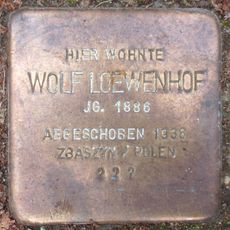 HIER WOHNTE
WOLF LOEWENHOF
JG. 1886
ABGESCHOBEN 1938
ZBASZYN / POLEN
? ? ?